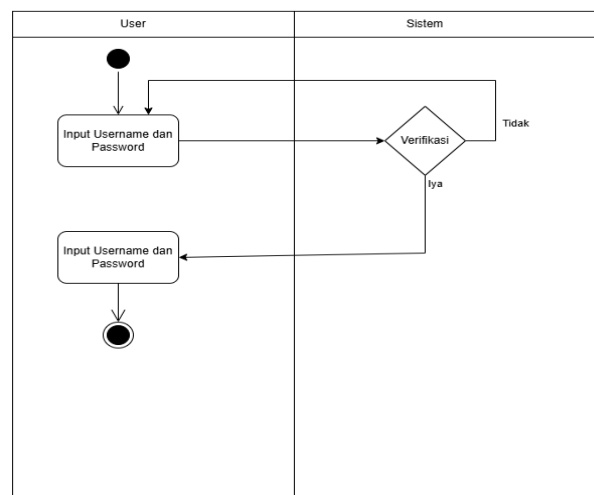 User
Sistem
Input Username dan
Password
Verifikasi
Tidak
Iya
Input Username dan
Password